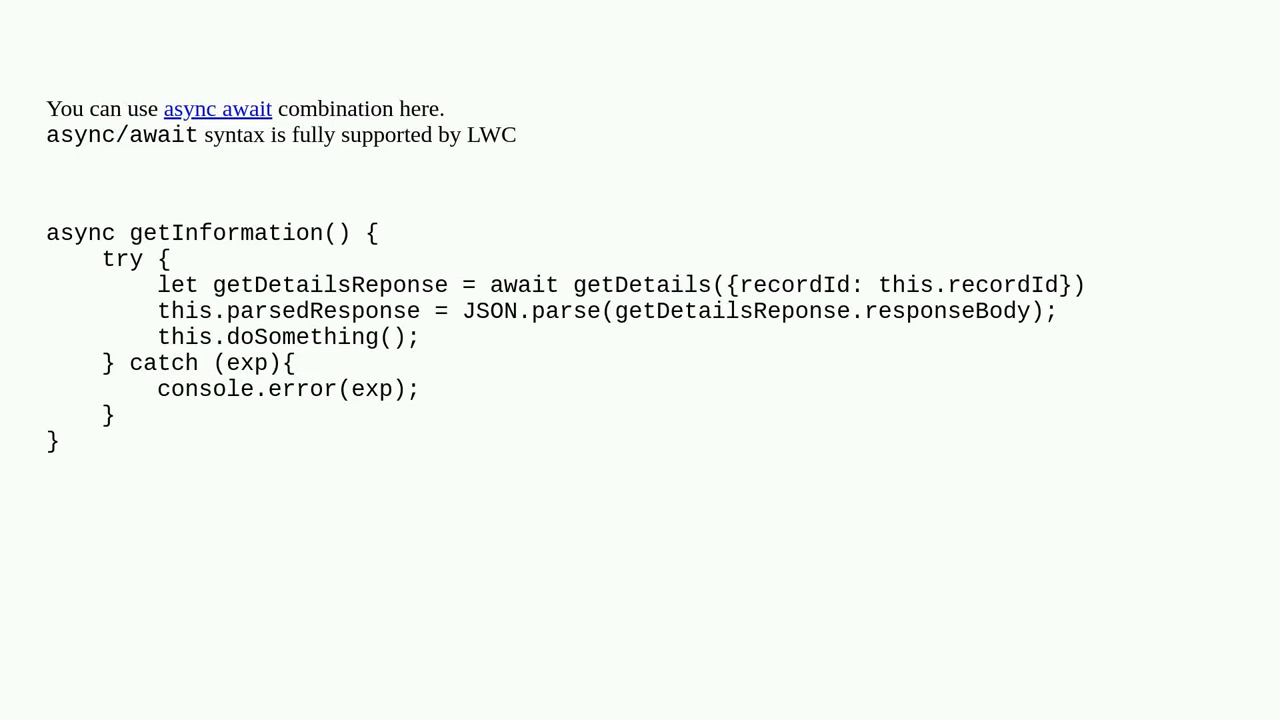 You can use async await combination here.
async/await syntax is fully supported by LWC
async getInformation() {
    try {
        let getDetailsReponse = await getDetails({recordId: this.recordId})
        this.parsedResponse = JSON.parse(getDetailsReponse.responseBody);
        this.doSomething();
    } catch (exp){
        console.error(exp);
    }
}